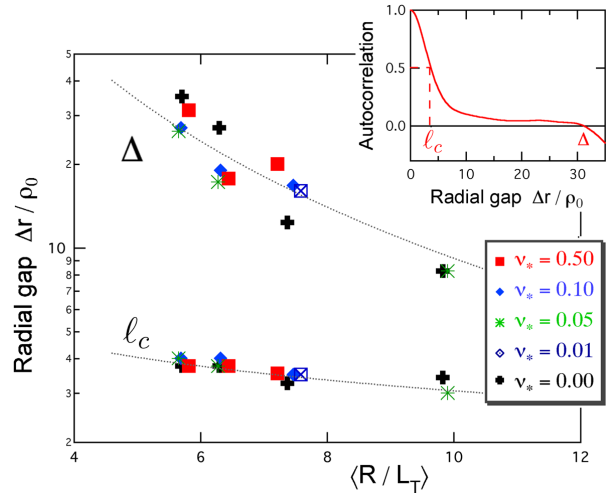 Radial gap Δr / ρ₀
5
4
3
2
10
9
8
7
6
5
4
3
2
Δ
ℓc
4
6
8
10
12
14
⟨R / L_T⟩
Autocorrelation
1.0
0.5
0.0
0
10
20
30
ℓc
Δ
Radial gap Δr / ρ₀
ν* = 0.50
ν* = 0.10
ν* = 0.05
ν* = 0.01
ν* = 0.00